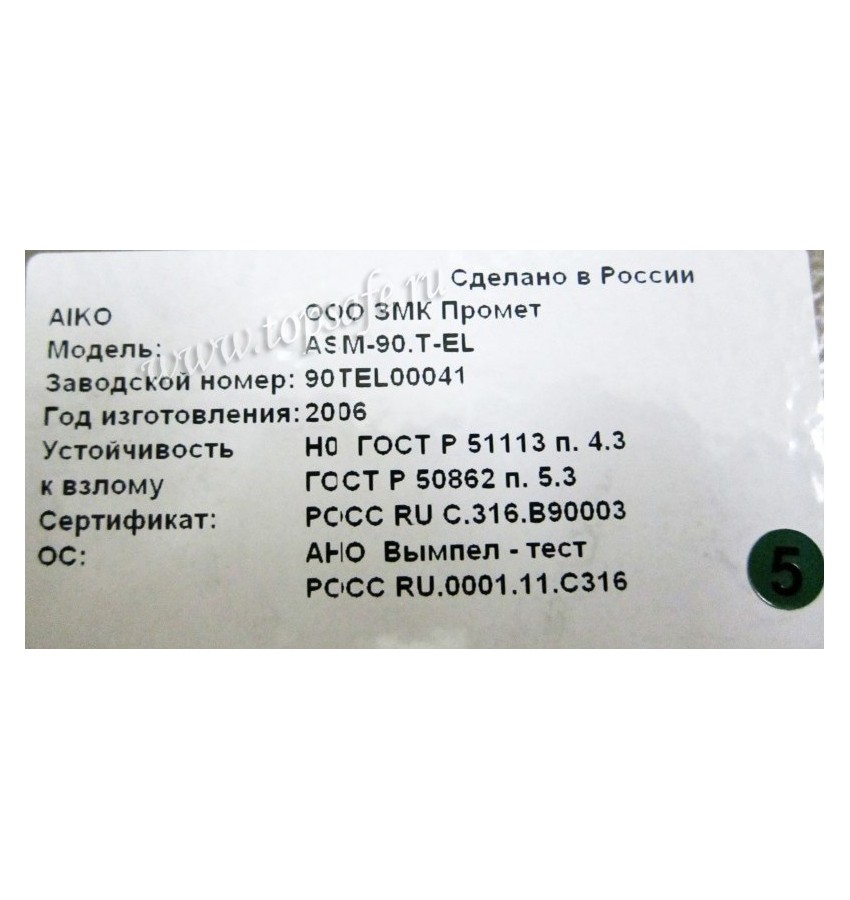 Сделано в России
AIKO ООО ЗМК Промет
Модель: ASM-90.T-EL
Заводской номер: 90TEL00041
Год изготовления: 2006
Устойчивость Н0 ГОСТ Р 51113 п. 4.3
к взлому ГОСТ Р 50862 п. 5.3
Сертификат: РОСС RU С.316.В90003
ОС: АНО Вымпел - тест
РОСС RU.0001.11.С316
5
www.topsafe.ru